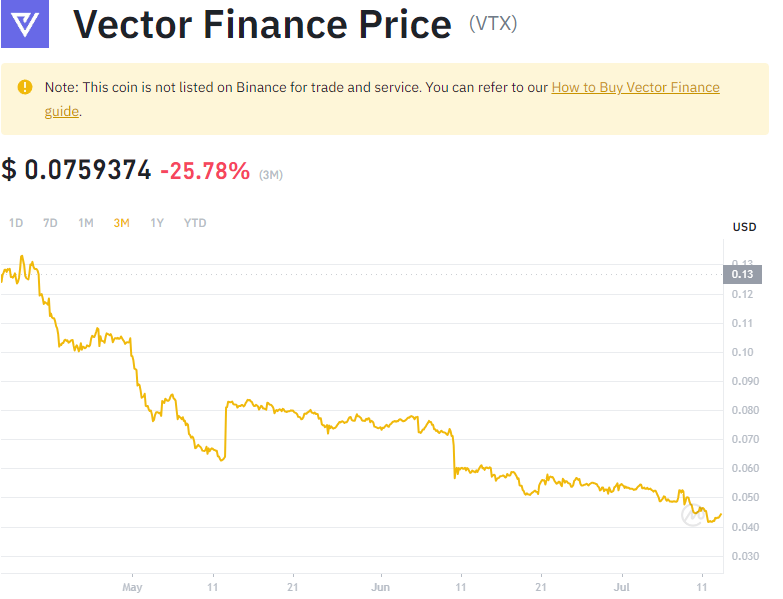 Vector Finance Price (VTX)
Note: This coin is not listed on Binance for trade and service. You can refer to our How to Buy Vector Finance
guide.
$ 0.0759374 -25.78% (3M)
1D 7D 1M 3M 1Y YTD
USD
0.13
0.13
0.12
0.11
0.10
0.090
0.080
0.070
0.060
0.050
0.040
0.030
May 11 21 Jun 11 21 Jul 11